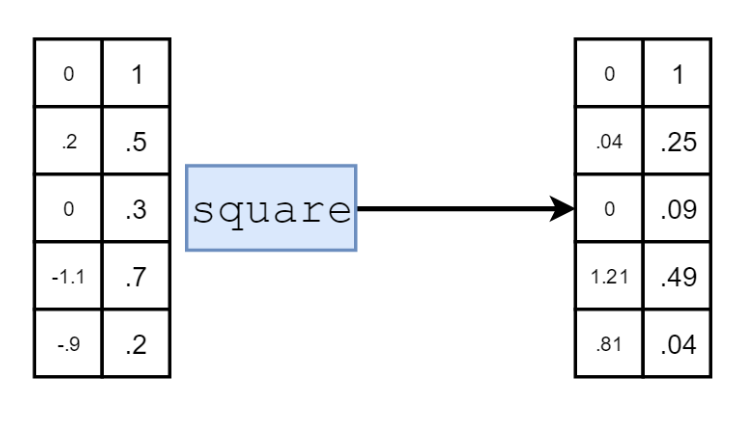 0 1 0 1
.2 .5 .04 .25
0 .3 square 0 .09
-1.1 .7 1.21 .49
-.9 .2 .81 .04